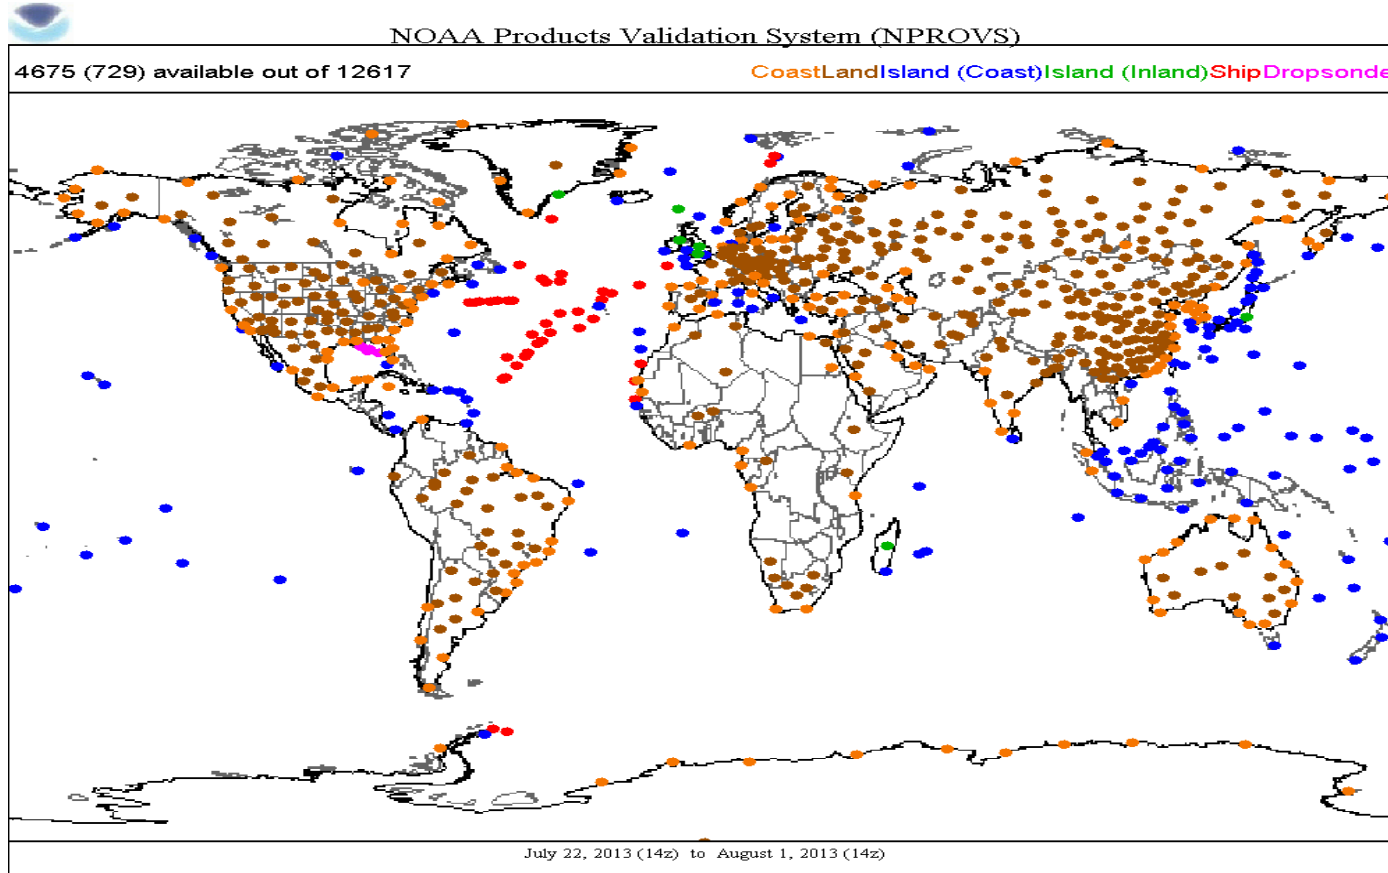 NOAA Products Validation System (NPROVS)
4675 (729) available out of 12617 CoastLandIsland (Coast)Island (Inland)ShipDropsonde
July 22, 2013 (14z) to August 1, 2013 (14z)